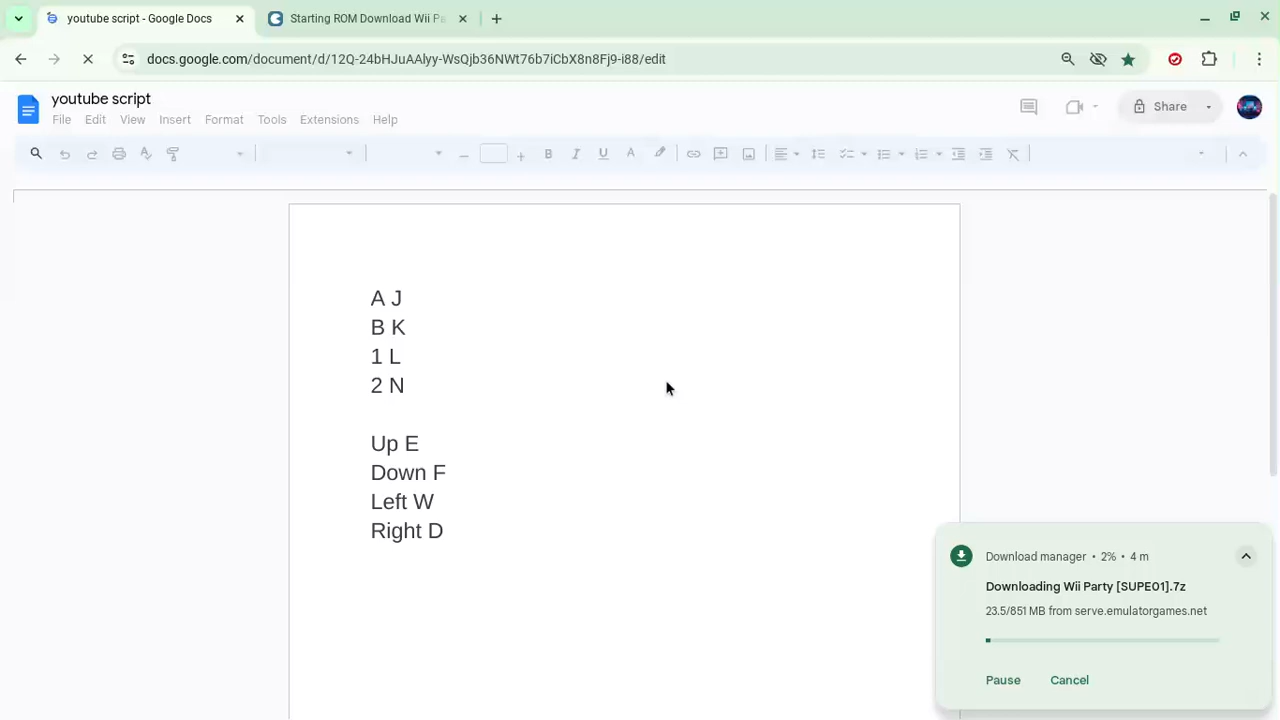 youtube script - Google Docs
Starting ROM Download Wii Pa
docs.google.com/document/d/12Q-24bHJuAAlyy-WsQjb36NWt76b7iCbX8n8Fj9-i88/edit
youtube script
File Edit View Insert Format Tools Extensions Help
Share
A J
B K
1 L
2 N
Up E
Down F
Left W
Right D
Download manager • 2% • 4 m
Downloading Wii Party [SUPE01].7z
23.5/851 MB from serve.emulatorgames.net
Pause Cancel